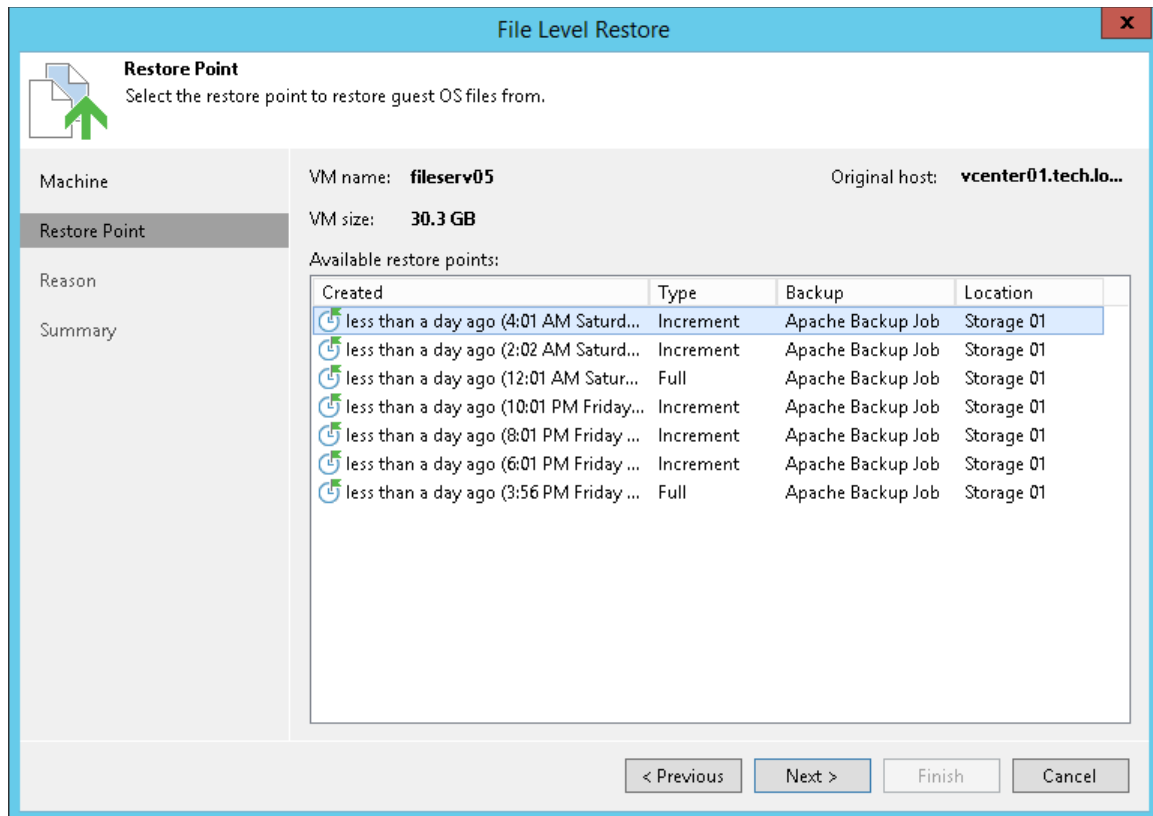 File Level Restore
x
Restore Point
Select the restore point to restore guest OS files from.
Machine
Restore Point
Reason
Summary
VM name: fileserv05 Original host: vcenter01.tech.lo...
VM size: 30.3 GB
Available restore points:
Created Type Backup Location
less than a day ago (4:01 AM Saturd... Increment Apache Backup Job Storage 01
less than a day ago (2:02 AM Saturd... Increment Apache Backup Job Storage 01
less than a day ago (12:01 AM Satur... Full Apache Backup Job Storage 01
less than a day ago (10:01 PM Friday... Increment Apache Backup Job Storage 01
less than a day ago (8:01 PM Friday ... Increment Apache Backup Job Storage 01
less than a day ago (6:01 PM Friday ... Increment Apache Backup Job Storage 01
less than a day ago (3:56 PM Friday ... Full Apache Backup Job Storage 01
< Previous Next > Finish Cancel